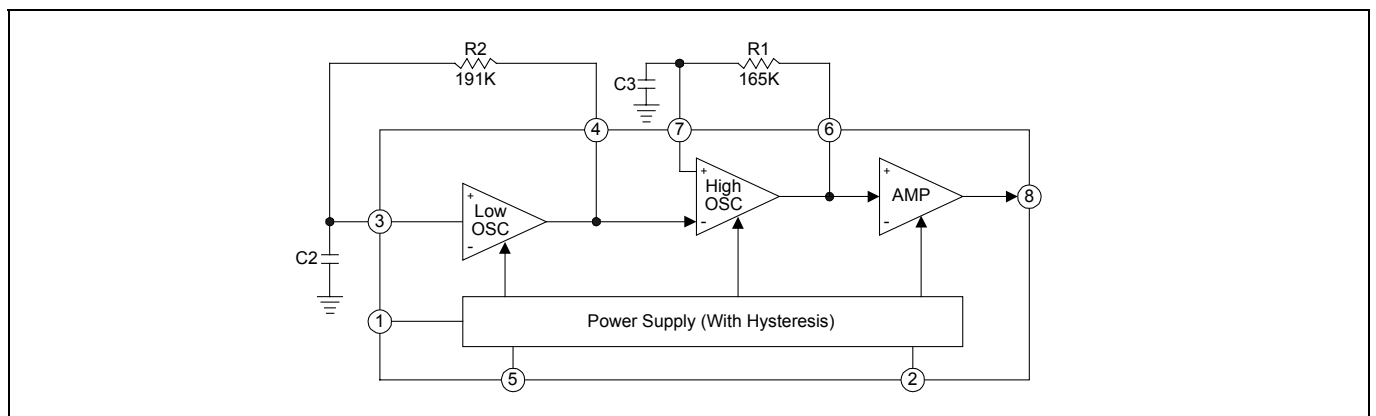 R2
191K
R1
165K
C3
4
7
6
+
Low
OSC
-
+
High
OSC
-
+
AMP
-
8
3
C2
1
Power Supply (With Hysteresis)
5
2